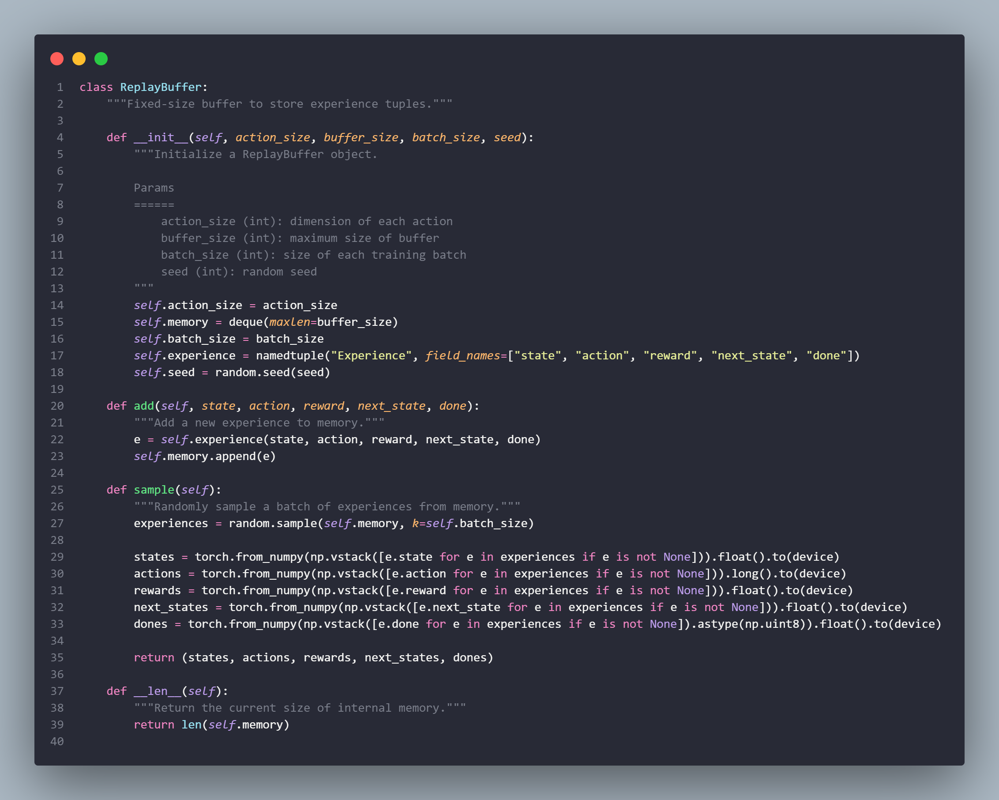 1 class ReplayBuffer:
2     """Fixed-size buffer to store experience tuples."""
3
4     def __init__(self, action_size, buffer_size, batch_size, seed):
5         """Initialize a ReplayBuffer object.
6
7         Params
8         ======
9             action_size (int): dimension of each action
10             buffer_size (int): maximum size of buffer
11             batch_size (int): size of each training batch
12             seed (int): random seed
13         """
14         self.action_size = action_size
15         self.memory = deque(maxlen=buffer_size)
16         self.batch_size = batch_size
17         self.experience = namedtuple("Experience", field_names=["state", "action", "reward", "next_state", "done"])
18         self.seed = random.seed(seed)
19
20     def add(self, state, action, reward, next_state, done):
21         """Add a new experience to memory."""
22         e = self.experience(state, action, reward, next_state, done)
23         self.memory.append(e)
24
25     def sample(self):
26         """Randomly sample a batch of experiences from memory."""
27         experiences = random.sample(self.memory, k=self.batch_size)
28
29         states = torch.from_numpy(np.vstack([e.state for e in experiences if e is not None])).float().to(device)
30         actions = torch.from_numpy(np.vstack([e.action for e in experiences if e is not None])).long().to(device)
31         rewards = torch.from_numpy(np.vstack([e.reward for e in experiences if e is not None])).float().to(device)
32         next_states = torch.from_numpy(np.vstack([e.next_state for e in experiences if e is not None])).float().to(device)
33         dones = torch.from_numpy(np.vstack([e.done for e in experiences if e is not None]).astype(np.uint8)).float().to(device)
34
35         return (states, actions, rewards, next_states, dones)
36
37     def __len__(self):
38         """Return the current size of internal memory."""
39         return len(self.memory)
40